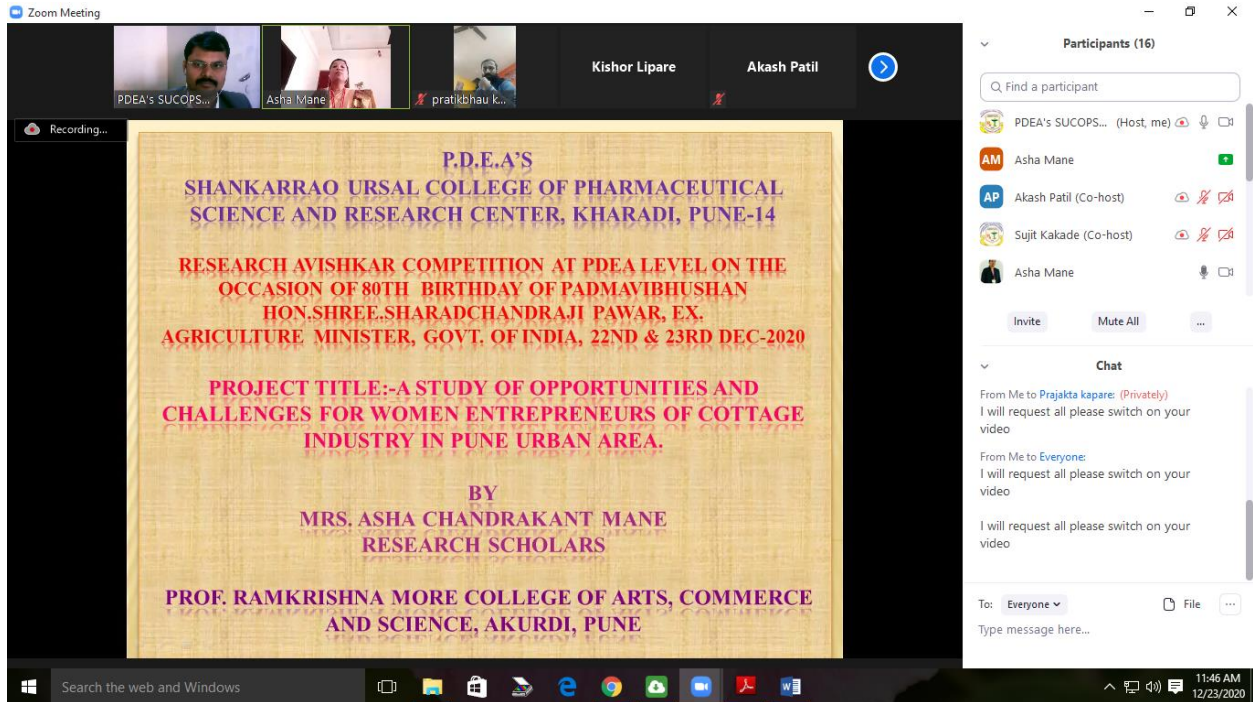 Zoom Meeting
PDEA's SUCOPS...
Asha Mane
pratikbhau k...
Kishor Lipare
Akash Patil
Recording...
P.D.E.A'S
SHANKARRAO URSAL COLLEGE OF PHARMACEUTICAL
SCIENCE AND RESEARCH CENTER, KHARADI, PUNE-14
RESEARCH AVISHKAR COMPETITION AT PDEA LEVEL ON THE
OCCASION OF 80TH BIRTHDAY OF PADMAVIBHUSHAN
HON.SHREE.SHARADCHANDRAJI PAWAR, EX.
AGRICULTURE MINISTER, GOVT. OF INDIA, 22ND & 23RD DEC-2020
PROJECT TITLE:-A STUDY OF OPPORTUNITIES AND
CHALLENGES FOR WOMEN ENTREPRENEURS OF COTTAGE
INDUSTRY IN PUNE URBAN AREA.
BY
MRS. ASHA CHANDRAKANT MANE
RESEARCH SCHOLARS
PROF. RAMKRISHNA MORE COLLEGE OF ARTS, COMMERCE
AND SCIENCE, AKURDI, PUNE
Participants (16)
Find a participant
PDEA's SUCOPS... (Host, me)
AM Asha Mane
AP Akash Patil (Co-host)
Sujit Kakade (Co-host)
Asha Mane
Invite Mute All ...
Chat
From Me to Prajakta kapare: (Privately)
I will request all please switch on your
video
From Me to Everyone:
I will request all please switch on your
video
I will request all please switch on your
video
To: Everyone File ...
Type message here...
Search the web and Windows
11:46 AM
12/23/2020